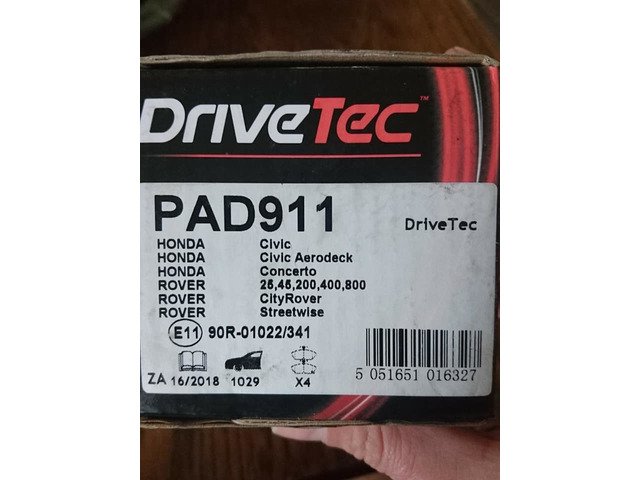 DRIVETEC™
PAD911
DriveTec
HONDA Civic
HONDA Civic Aerodeck
HONDA Concerto
ROVER 25,45,200,400,800
ROVER CityRover
ROVER Streetwise
E11 90R-01022/341
ZA 16/2018 1029 X4
5 051651 016327